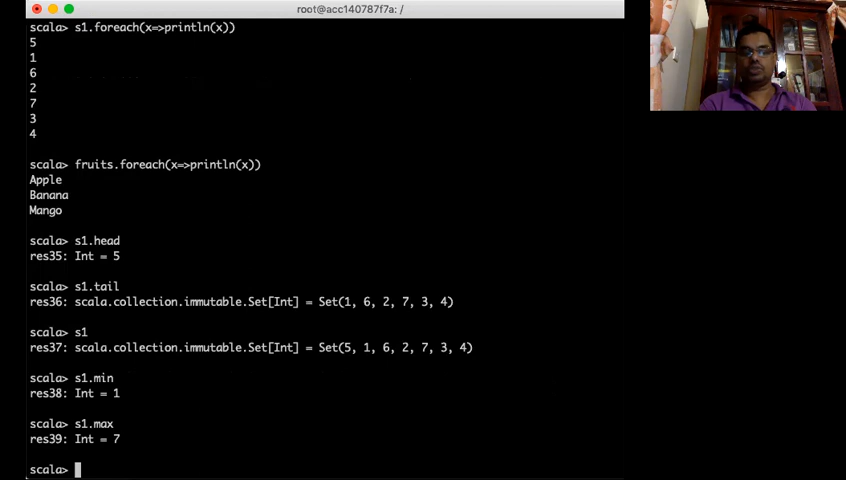 root@acc140787f7a: /
scala> s1.foreach(x=>println(x))
5
1
6
2
7
3
4
scala> fruits.foreach(x=>println(x))
Apple
Banana
Mango
scala> s1.head
res35: Int = 5
scala> s1.tail
res36: scala.collection.immutable.Set[Int] = Set(1, 6, 2, 7, 3, 4)
scala> s1
res37: scala.collection.immutable.Set[Int] = Set(5, 1, 6, 2, 7, 3, 4)
scala> s1.min
res38: Int = 1
scala> s1.max
res39: Int = 7
scala>